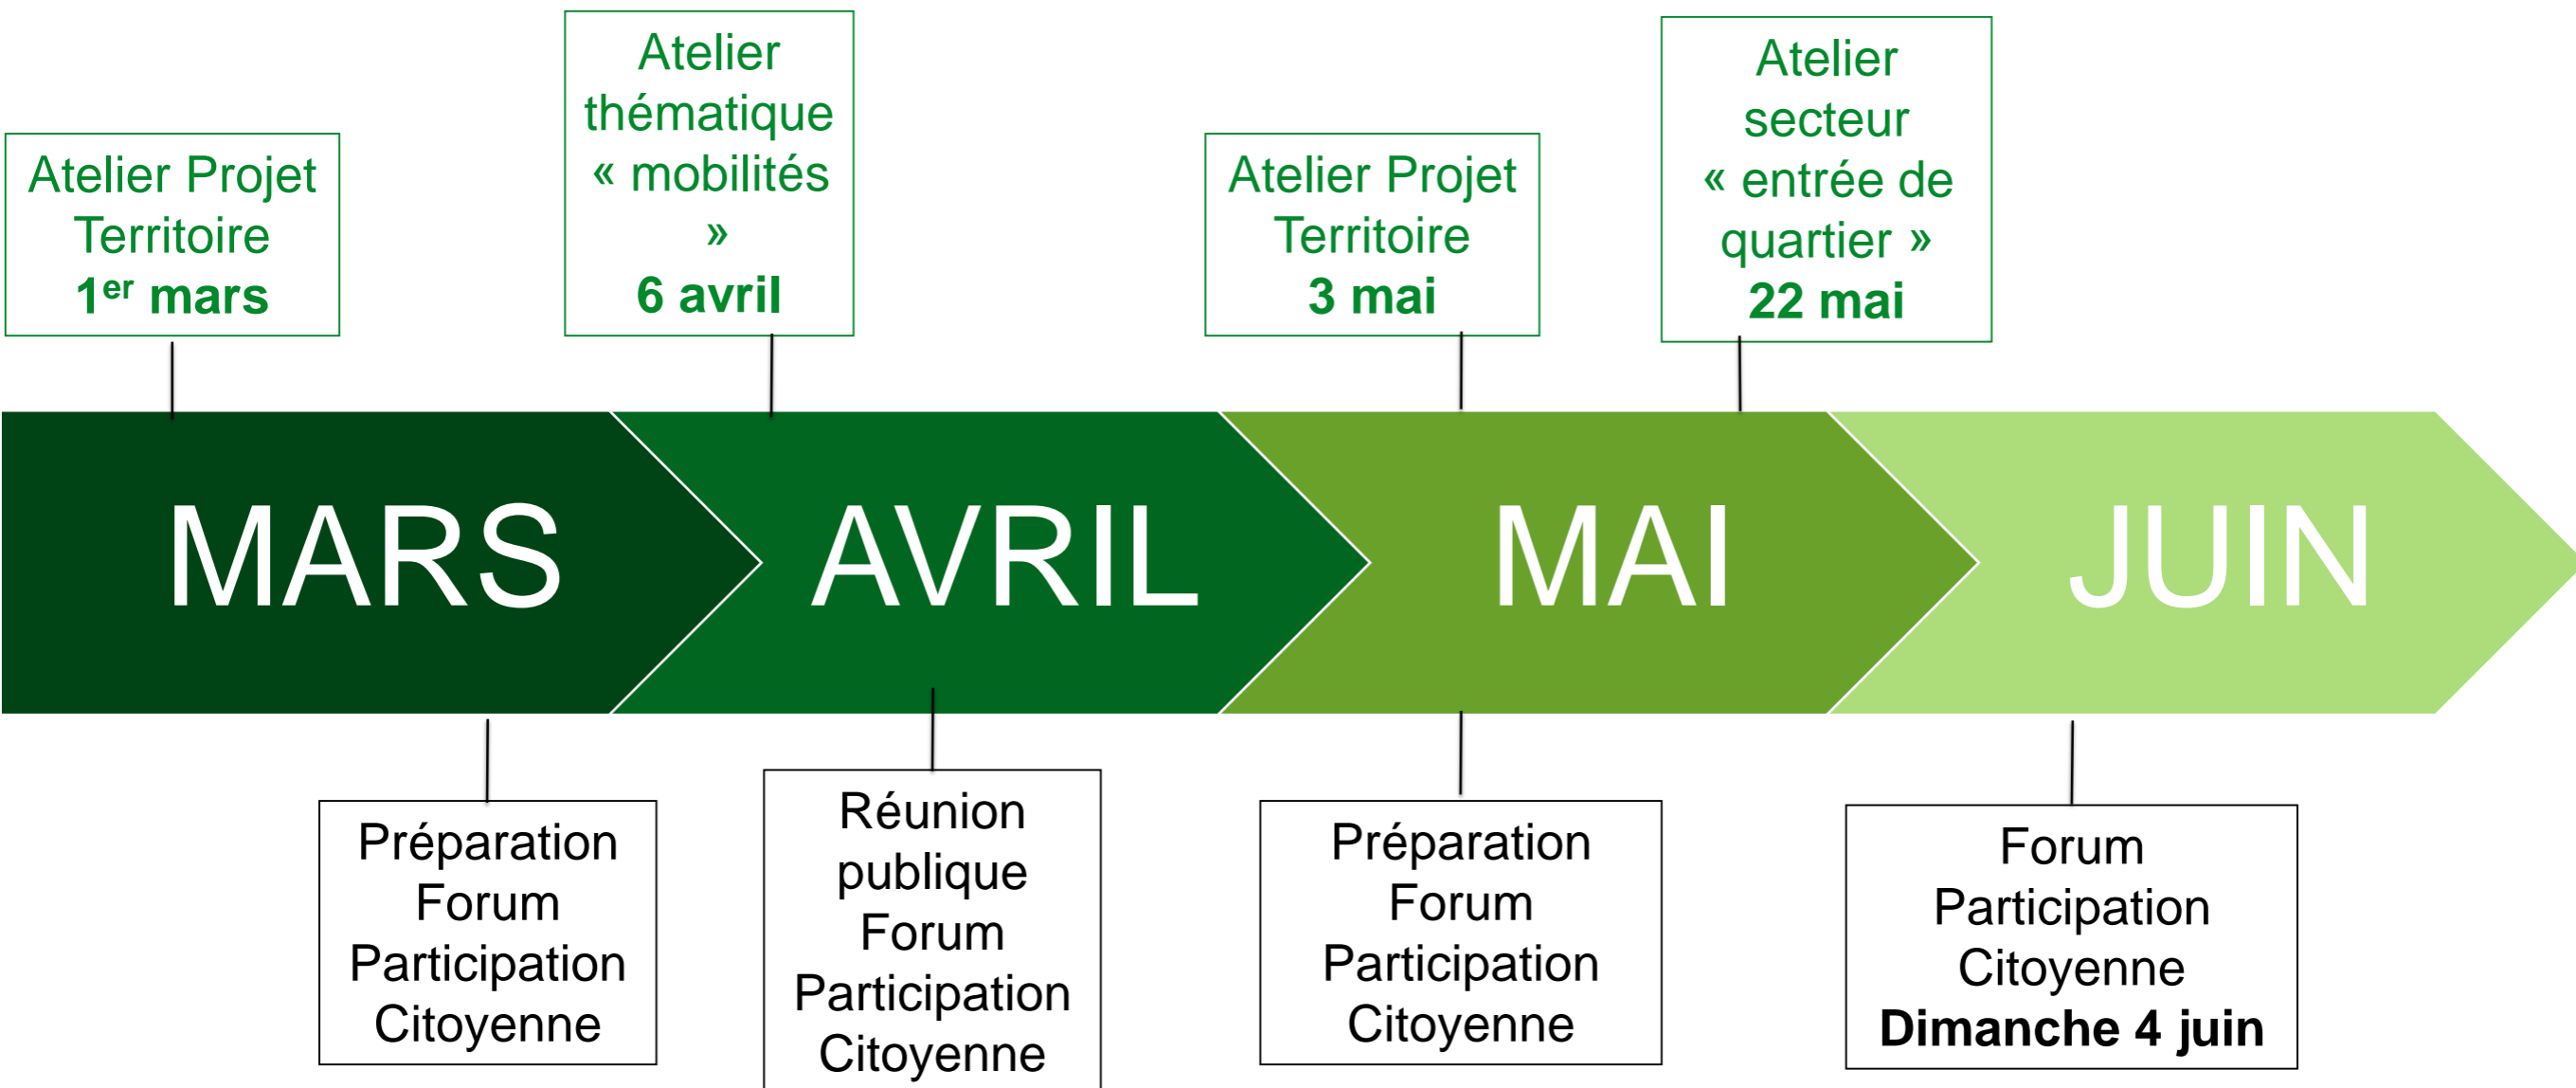 Atelier Projet
Territoire
1er mars
Atelier
thématique
« mobilités
»
6 avril
Atelier Projet
Territoire
3 mai
Atelier
secteur
« entrée de
quartier »
22 mai
MARS
AVRIL
MAI
JUIN
Préparation
Forum
Participation
Citoyenne
Réunion
publique
Forum
Participation
Citoyenne
Préparation
Forum
Participation
Citoyenne
Forum
Participation
Citoyenne
Dimanche 4 juin